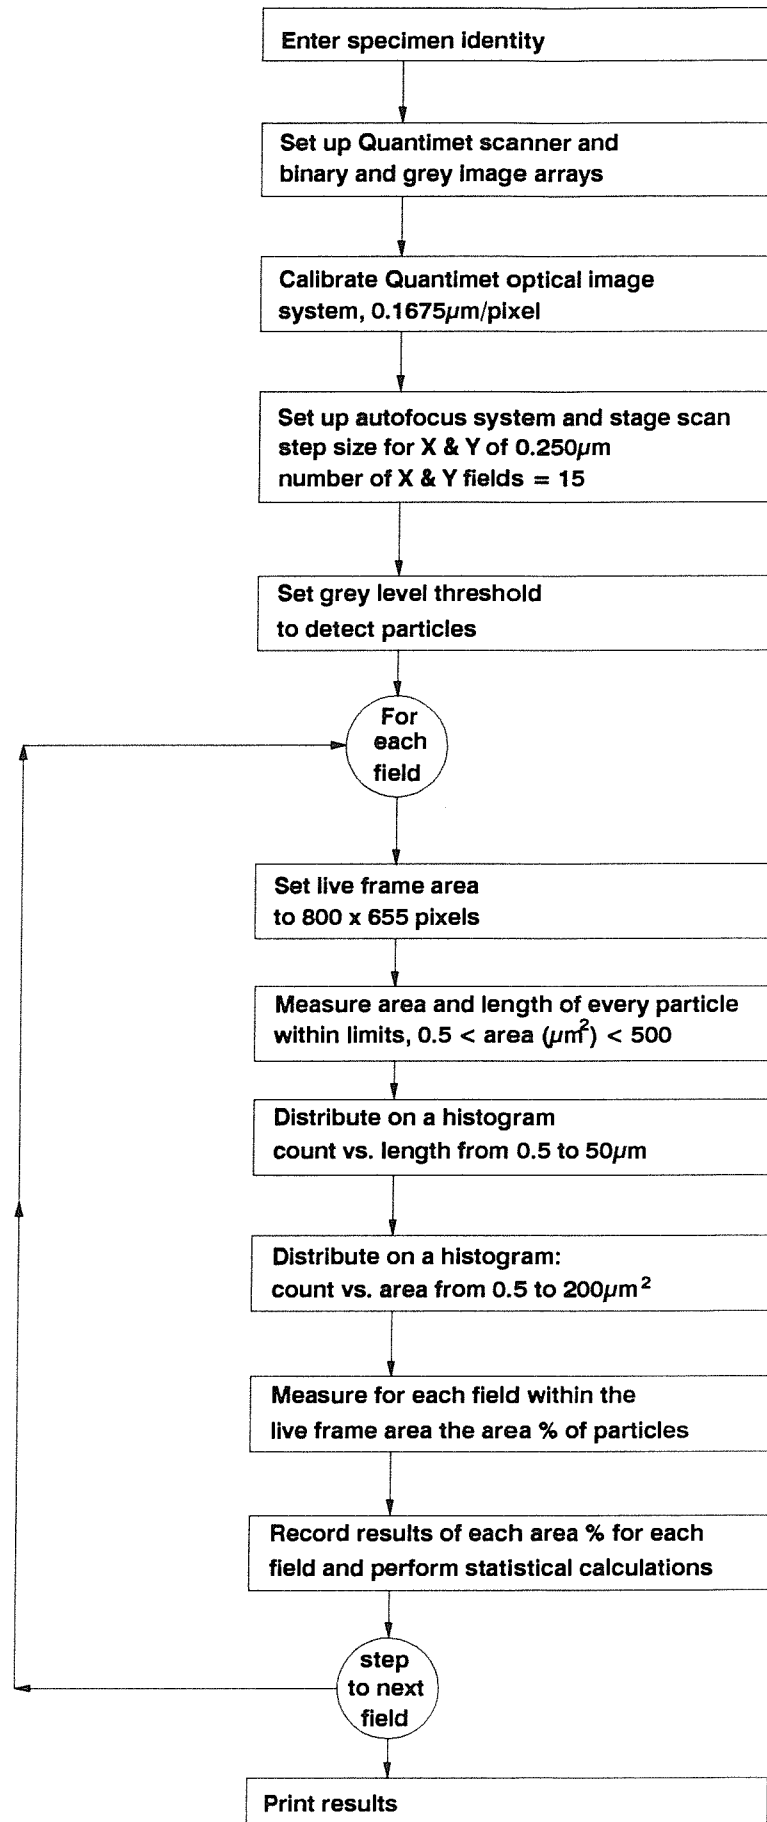 Enter specimen identity
Set up Quantimet scanner and
binary and grey image arrays
Calibrate Quantimet optical image
system, 0.1675μm/pixel
Set up autofocus system and stage scan
step size for X & Y of 0.250μm
number of X & Y fields = 15
Set grey level threshold
to detect particles
For
each
field
Set live frame area
to 800 x 655 pixels
Measure area and length of every particle
within limits, 0.5 < area (μm²) < 500
Distribute on a histogram
count vs. length from 0.5 to 50μm
Distribute on a histogram:
count vs. area from 0.5 to 200μm²
Measure for each field within the
live frame area the area % of particles
Record results of each area % for each
field and perform statistical calculations
step
to next
field
Print results